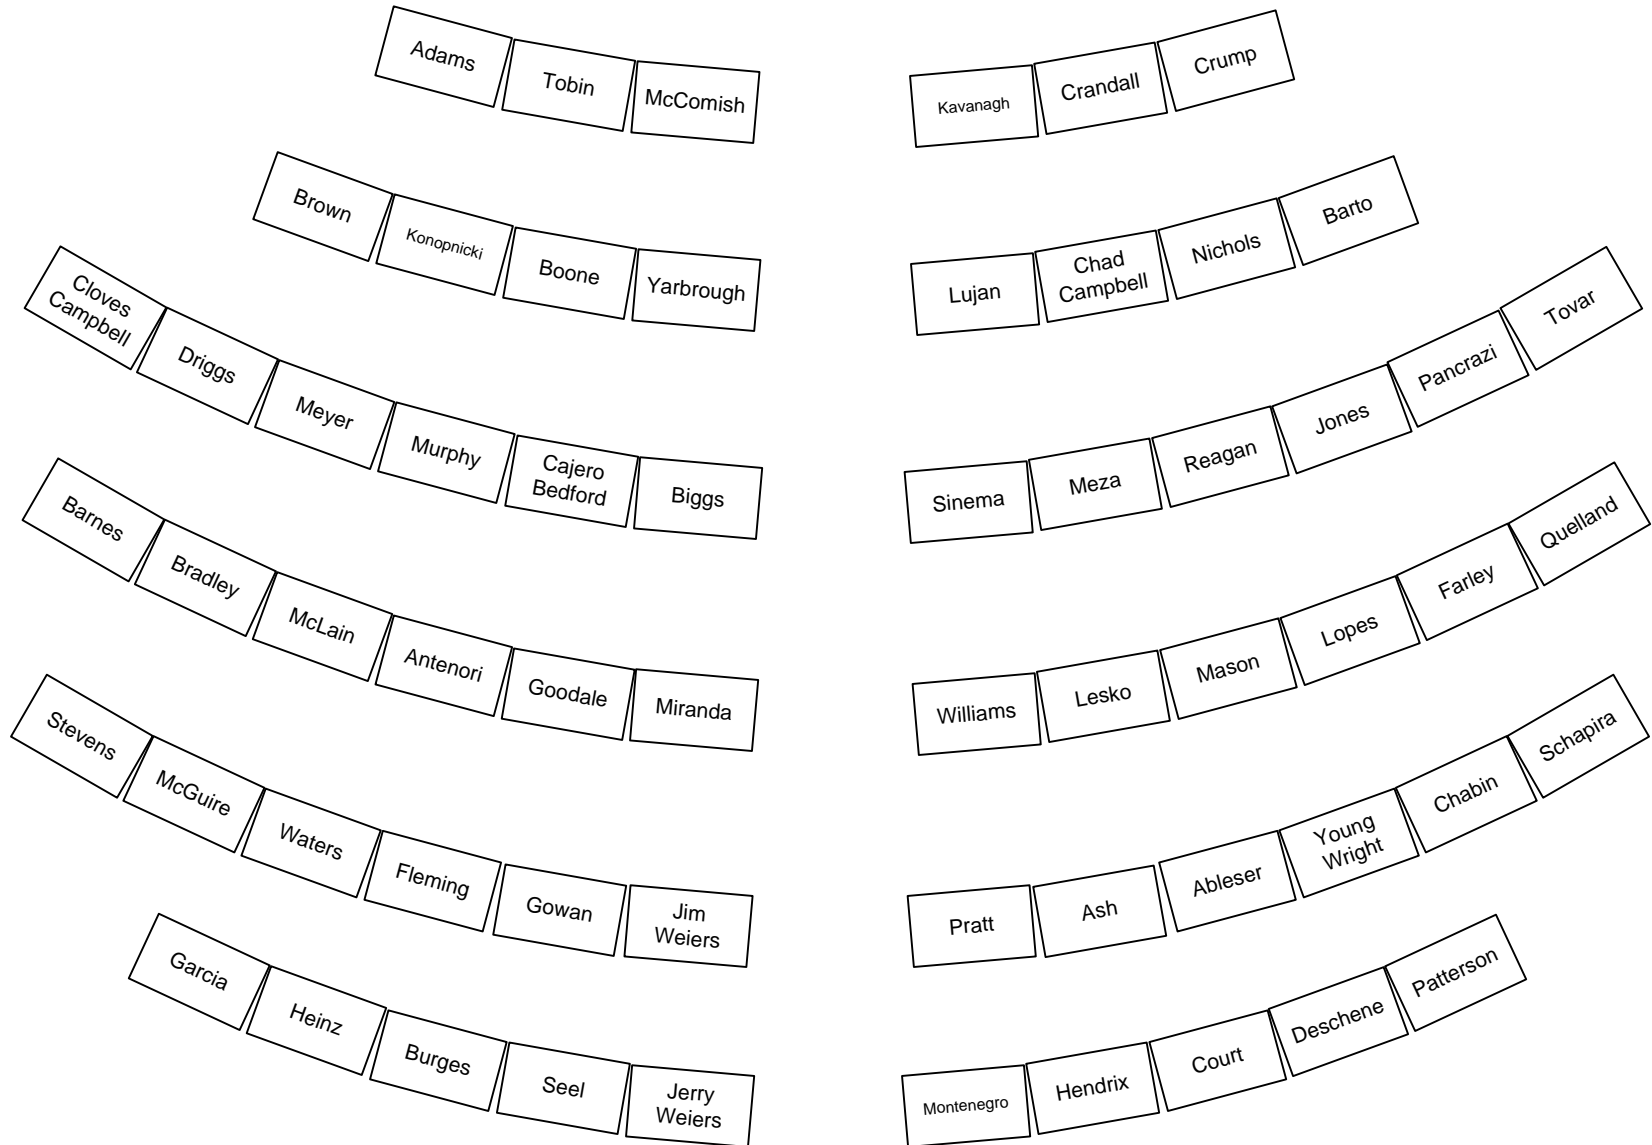 Adams
Tobin
McComish
Kavanagh
Crandall
Crump
Brown
Konopnicki
Boone
Yarbrough
Lujan
Chad
Campbell
Nichols
Barto
Cloves
Campbell
Driggs
Meyer
Murphy
Cajero
Bedford
Biggs
Sinema
Meza
Reagan
Jones
Pancrazi
Tovar
Barnes
Bradley
McLain
Antenori
Goodale
Miranda
Williams
Lesko
Mason
Lopes
Farley
Quelland
Stevens
McGuire
Waters
Fleming
Gowan
Jim
Weiers
Pratt
Ash
Ableser
Young
Wright
Chabin
Schapira
Garcia
Heinz
Burges
Seel
Jerry
Weiers
Montenegro
Hendrix
Court
Deschene
Patterson